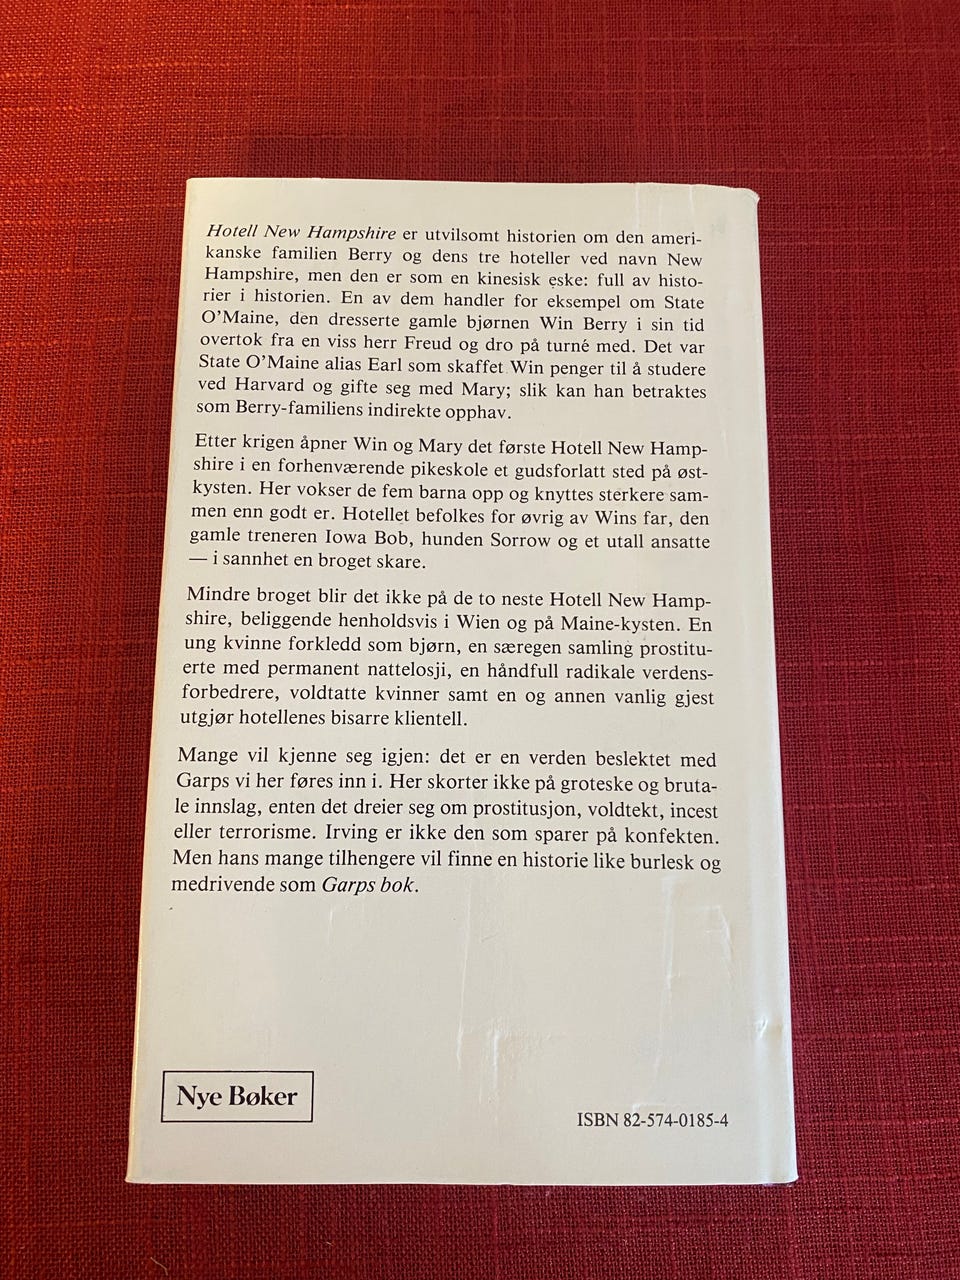 Hotell New Hampshire er utvilsomt historien om den ameri-
kanske familien Berry og dens tre hoteller ved navn New
Hampshire, men den er som en kinesisk eske: full av histo-
rier i historien. En av dem handler for eksempel om State
O’Maine, den dresserte gamle bjørnen Win Berry i sin tid
overtok fra en viss herr Freud og dro på turné med. Det var
State O’Maine alias Earl som skaffet Win penger til å studere
ved Harvard og gifte seg med Mary; slik kan han betraktes
som Berry-familiens indirekte opphav.
Etter krigen åpner Win og Mary det første Hotell New Hamp-
shire i en forhenværende pikeskole et gudsforlatt sted på øst-
kysten. Her vokser de fem barna opp og knyttes sterkere sam-
men enn godt er. Hotellet befolkes for øvrig av Wins far, den
gamle treneren Iowa Bob, hunden Sorrow og et utall ansatte
— i sannhet en broget skare.
Mindre broget blir det ikke på de to neste Hotell New Hamp-
shire, beliggende henholdsvis i Wien og på Maine-kysten. En
ung kvinne forkledd som bjørn, en særegen samling prostitu-
erte med permanent nattelosji, en håndfull radikale verdens-
forbedrere, voldtatte kvinner samt en og annen vanlig gjest
utgjør hotellenes bisarre klientell.
Mange vil kjenne seg igjen: det er en verden beslektet med
Garps vi her føres inn i. Her skorter ikke på groteske og bruta-
le innslag, enten det dreier seg om prostitusjon, voldtekt, incest
eller terrorisme. Irving er ikke den som sparer på konfekten.
Men hans mange tilhengere vil finne en historie like burlesk og
medrivende som Garps bok.
Nye Bøker
ISBN 82-574-0185-4